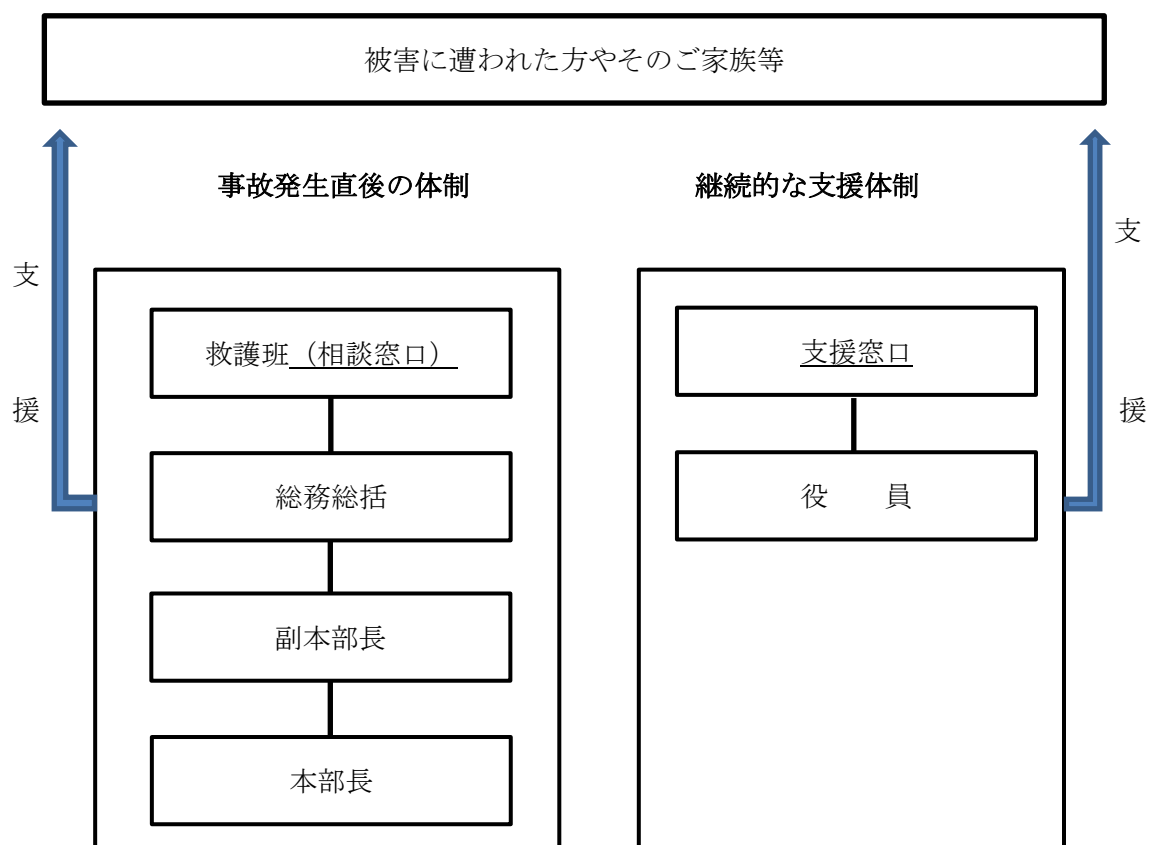 被害に遭われた方やそのご家族等
事故発生直後の体制
継続的な支援体制
支
援
救護班（相談窓口）
総務総括
副本部長
本部長
支援窓口
役　　員
支
援